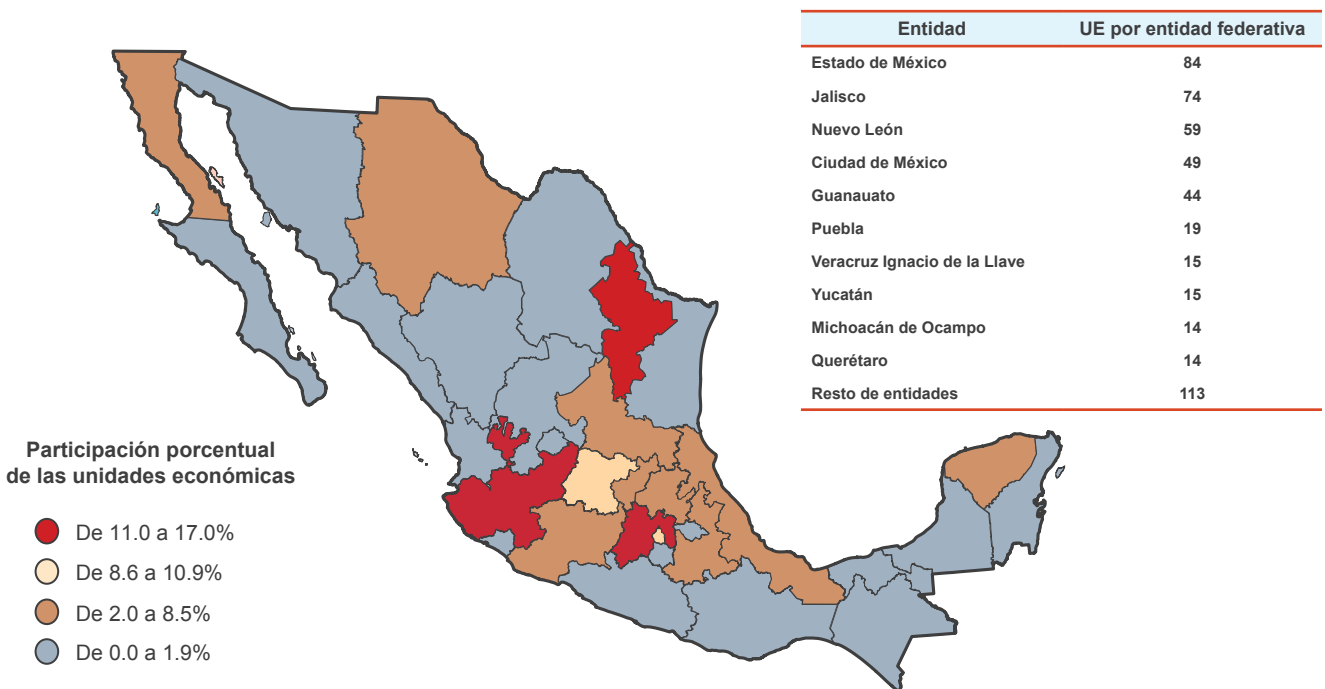 Entidad UE por entidad federativa
Estado de México 84
Jalisco 74
Nuevo León 59
Ciudad de México 49
Guanauato 44
Puebla 19
Veracruz Ignacio de la Llave 15
Yucatán 15
Michoacán de Ocampo 14
Querétaro 14
Resto de entidades 113
Participación porcentual
de las unidades económicas
De 11.0 a 17.0%
De 8.6 a 10.9%
De 2.0 a 8.5%
De 0.0 a 1.9%